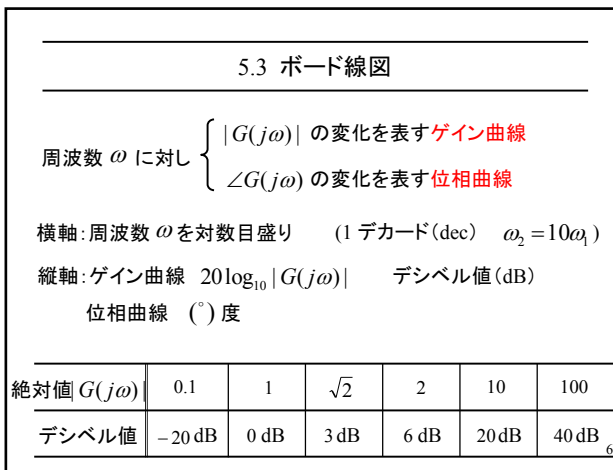 5.3 ボード線図
|G(jω)| の変化を表すゲイン曲線
周波数 ω に対し
∠G(jω) の変化を表す位相曲線
横軸:周波数 ω を対数目盛り (1 デカード(dec) ω₂ = 10ω₁)
縦軸:ゲイン曲線 20log₁₀|G(jω)| デシベル値(dB)
位相曲線 (°)度
絶対値|G(jω)| 0.1 1 √2 2 10 100
デシベル値 −20 dB 0 dB 3 dB 6 dB 20 dB 40 dB
6